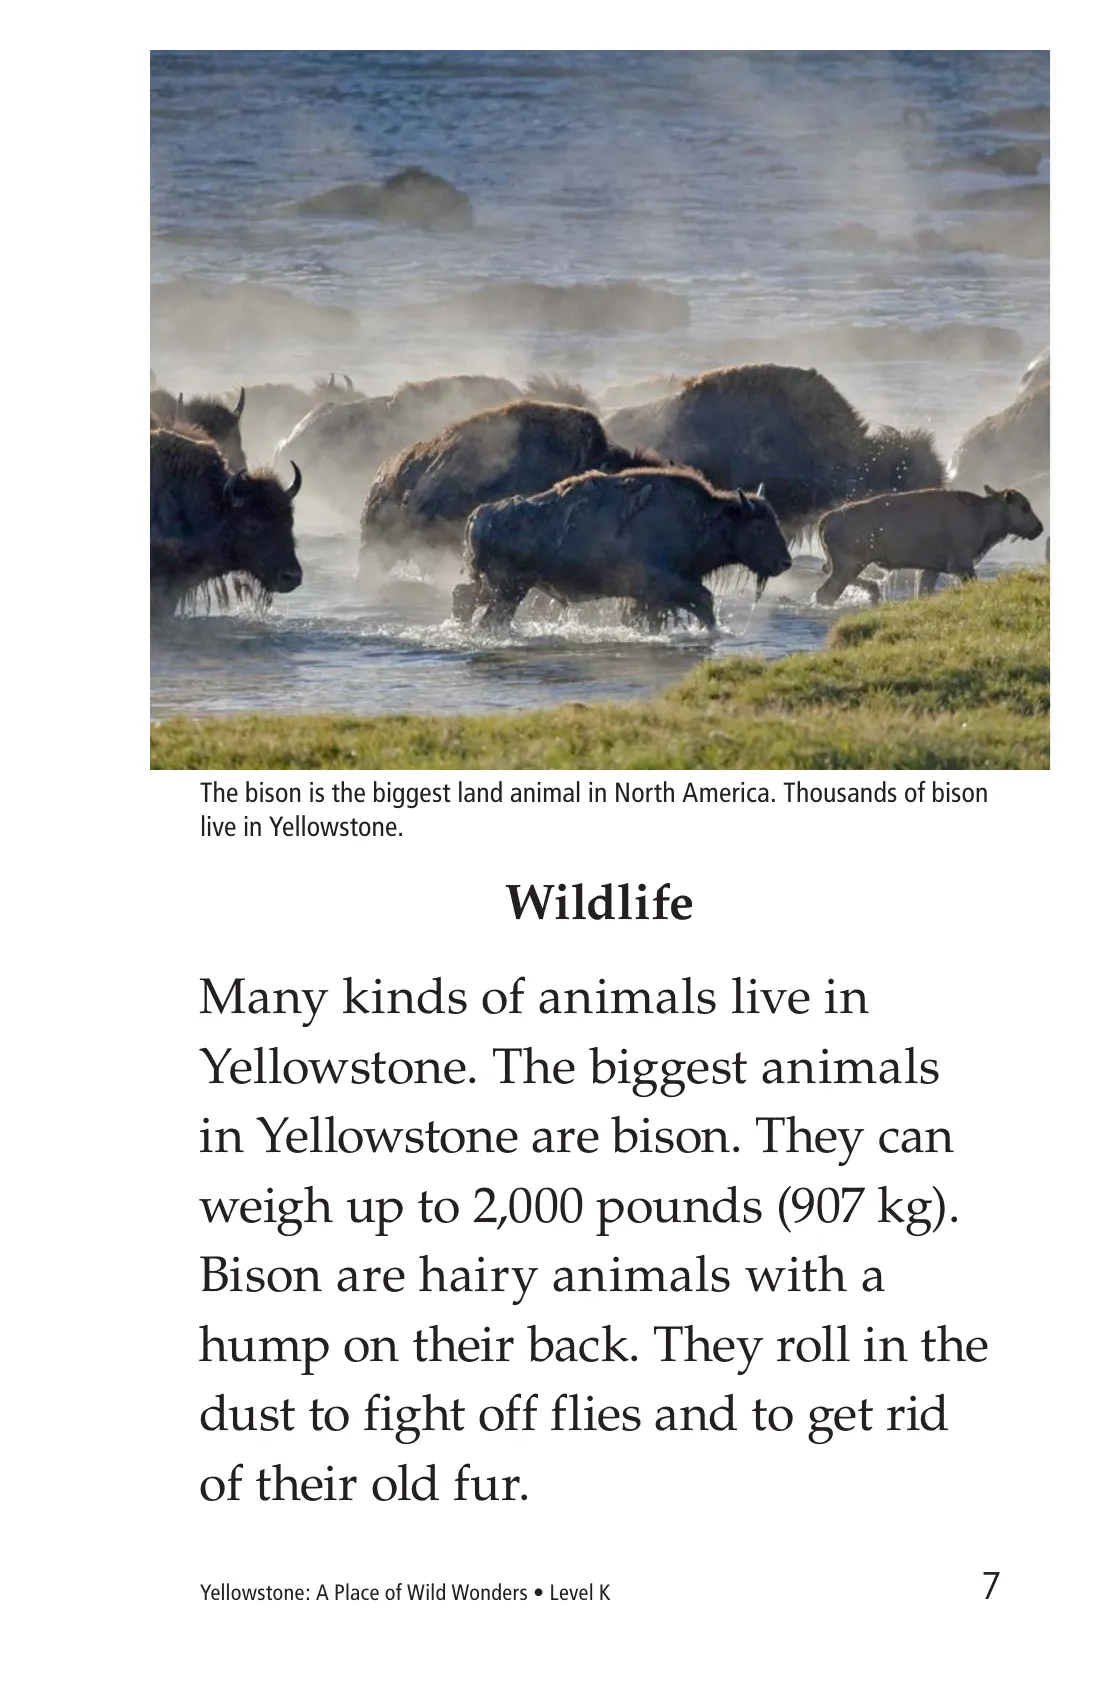 The bison is the biggest land animal in North America. Thousands of bison
live in Yellowstone.
Wildlife
Many kinds of animals live in
Yellowstone. The biggest animals
in Yellowstone are bison. They can
weigh up to 2,000 pounds (907 kg).
Bison are hairy animals with a
hump on their back. They roll in the
dust to fight off flies and to get rid
of their old fur.
Yellowstone: A Place of Wild Wonders • Level K
7